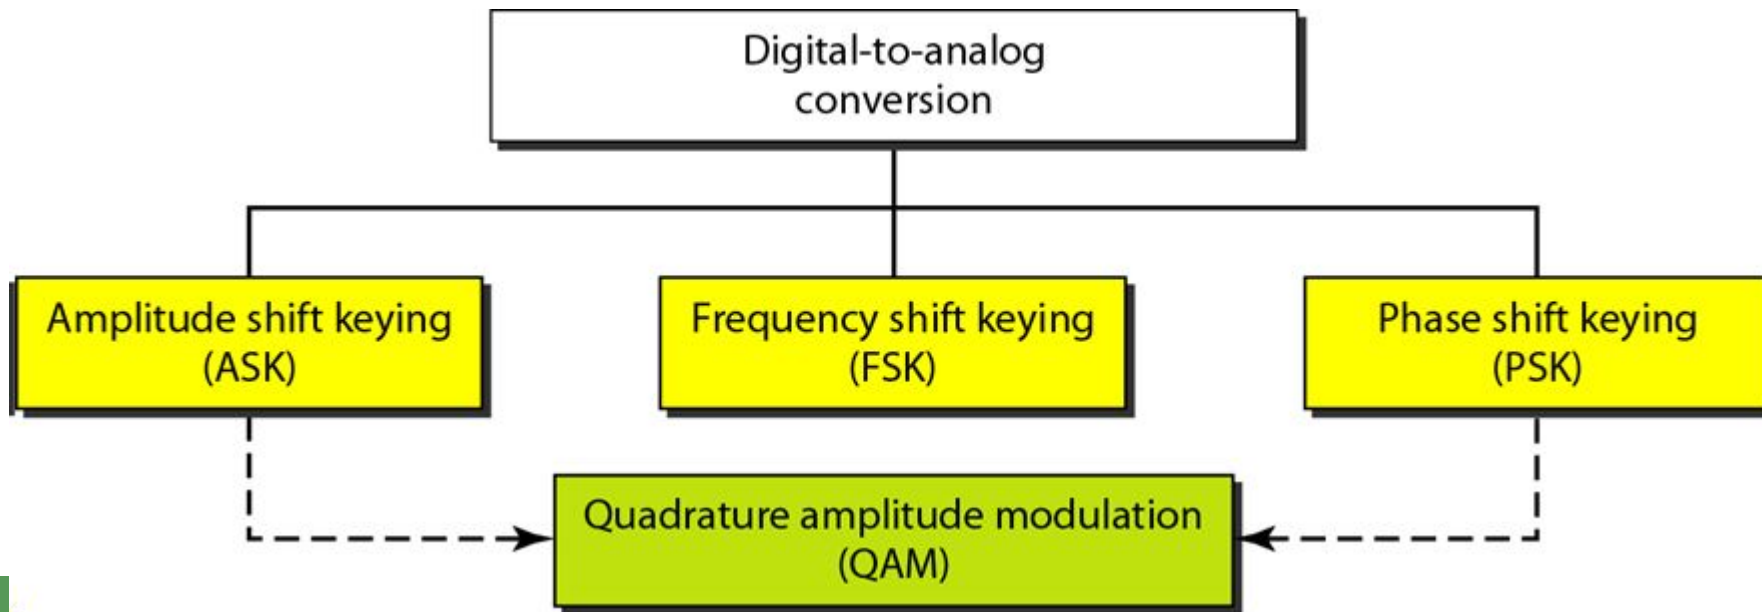 Digital-to-analog
conversion
Amplitude shift keying
(ASK)
Frequency shift keying
(FSK)
Phase shift keying
(PSK)
Quadrature amplitude modulation
(QAM)